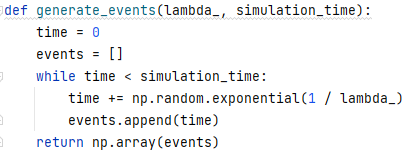 def generate_events(lambda_, simulation_time):
    time = 0
    events = []
    while time < simulation_time:
        time += np.random.exponential(1 / lambda_)
        events.append(time)
    return np.array(events)